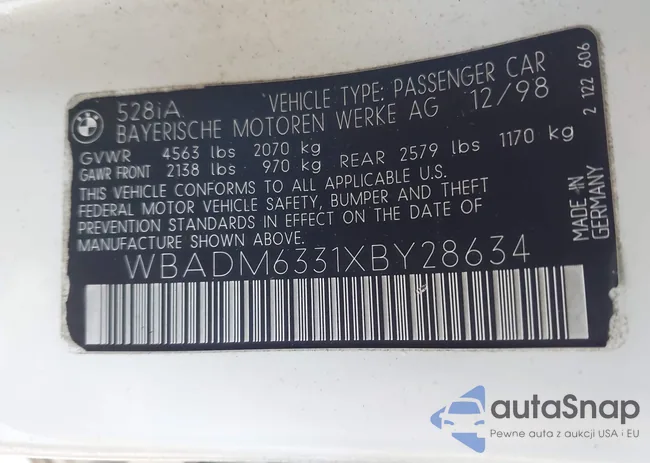 528iA VEHICLE TYPE: PASSENGER CAR
BAYERISCHE MOTOREN WERKE AG 12/98
GVWR 4563 lbs 2070 kg
GAWR FRONT 2138 lbs 970 kg REAR 2579 lbs 1170 kg
THIS VEHICLE CONFORMS TO ALL APPLICABLE U.S.
FEDERAL MOTOR VEHICLE SAFETY, BUMPER AND THEFT
PREVENTION STANDARDS IN EFFECT ON THE DATE OF
MANUFACTURE SHOWN ABOVE.
WBADM6331XBY28634
2 122 606
MADE IN
GERMANY
autoSnap
Pewne auta z aukcji USA i EU